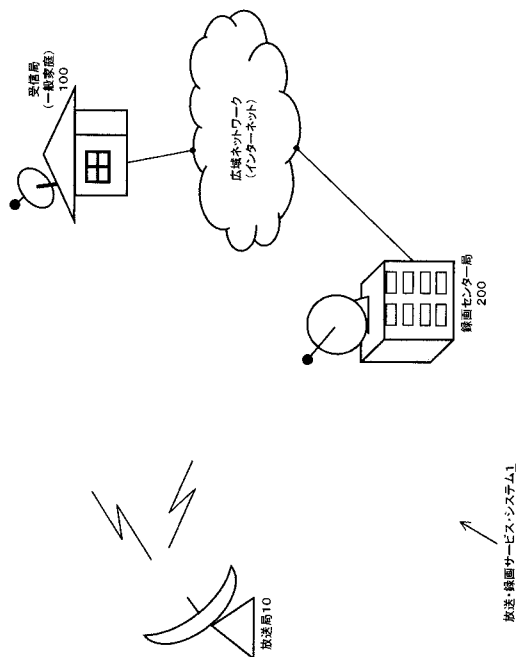 受信局
(一般家庭)
100
広域ネットワーク
(インターネット)
録画センター局
200
放送局10
放送・録画サービス・システム1